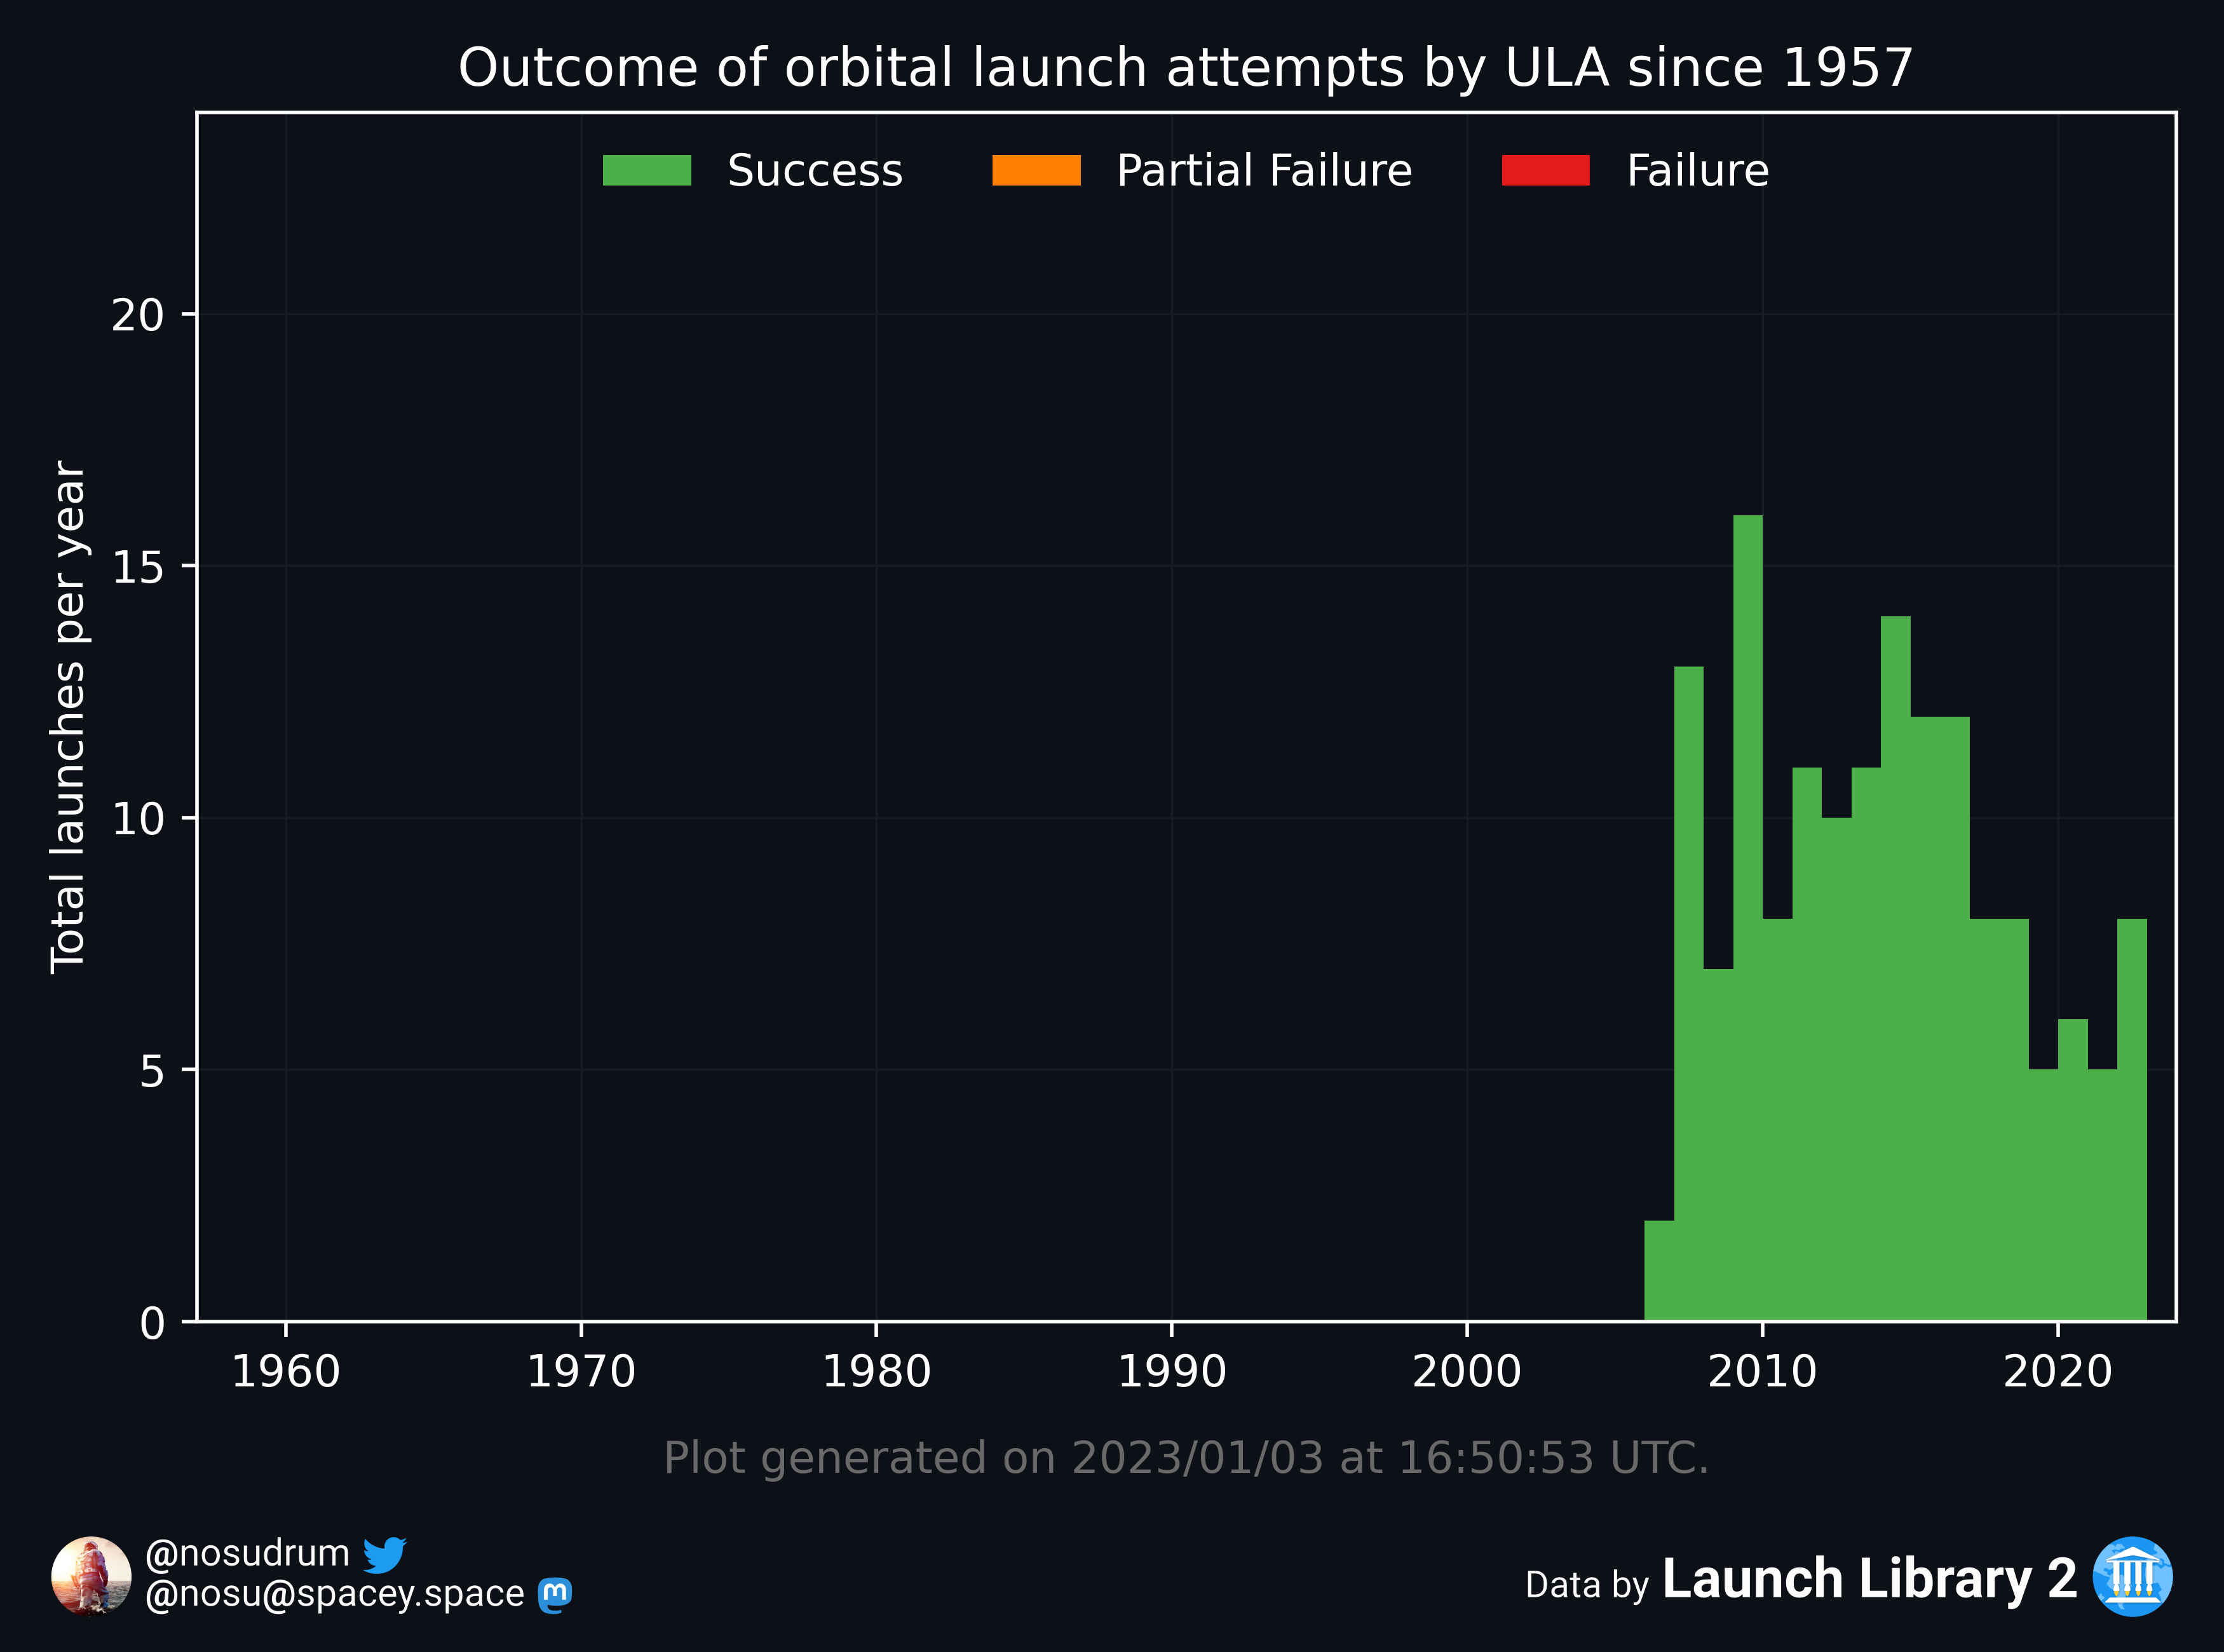 Outcome of orbital launch attempts by ULA since 1957
Success Partial Failure Failure
Total launches per year
20
15
10
5
0
1960 1970 1980 1990 2000 2010 2020
Plot generated on 2023/01/03 at 16:50:53 UTC.
@nosudrum
@nosu@spacey.space
Data by Launch Library 2